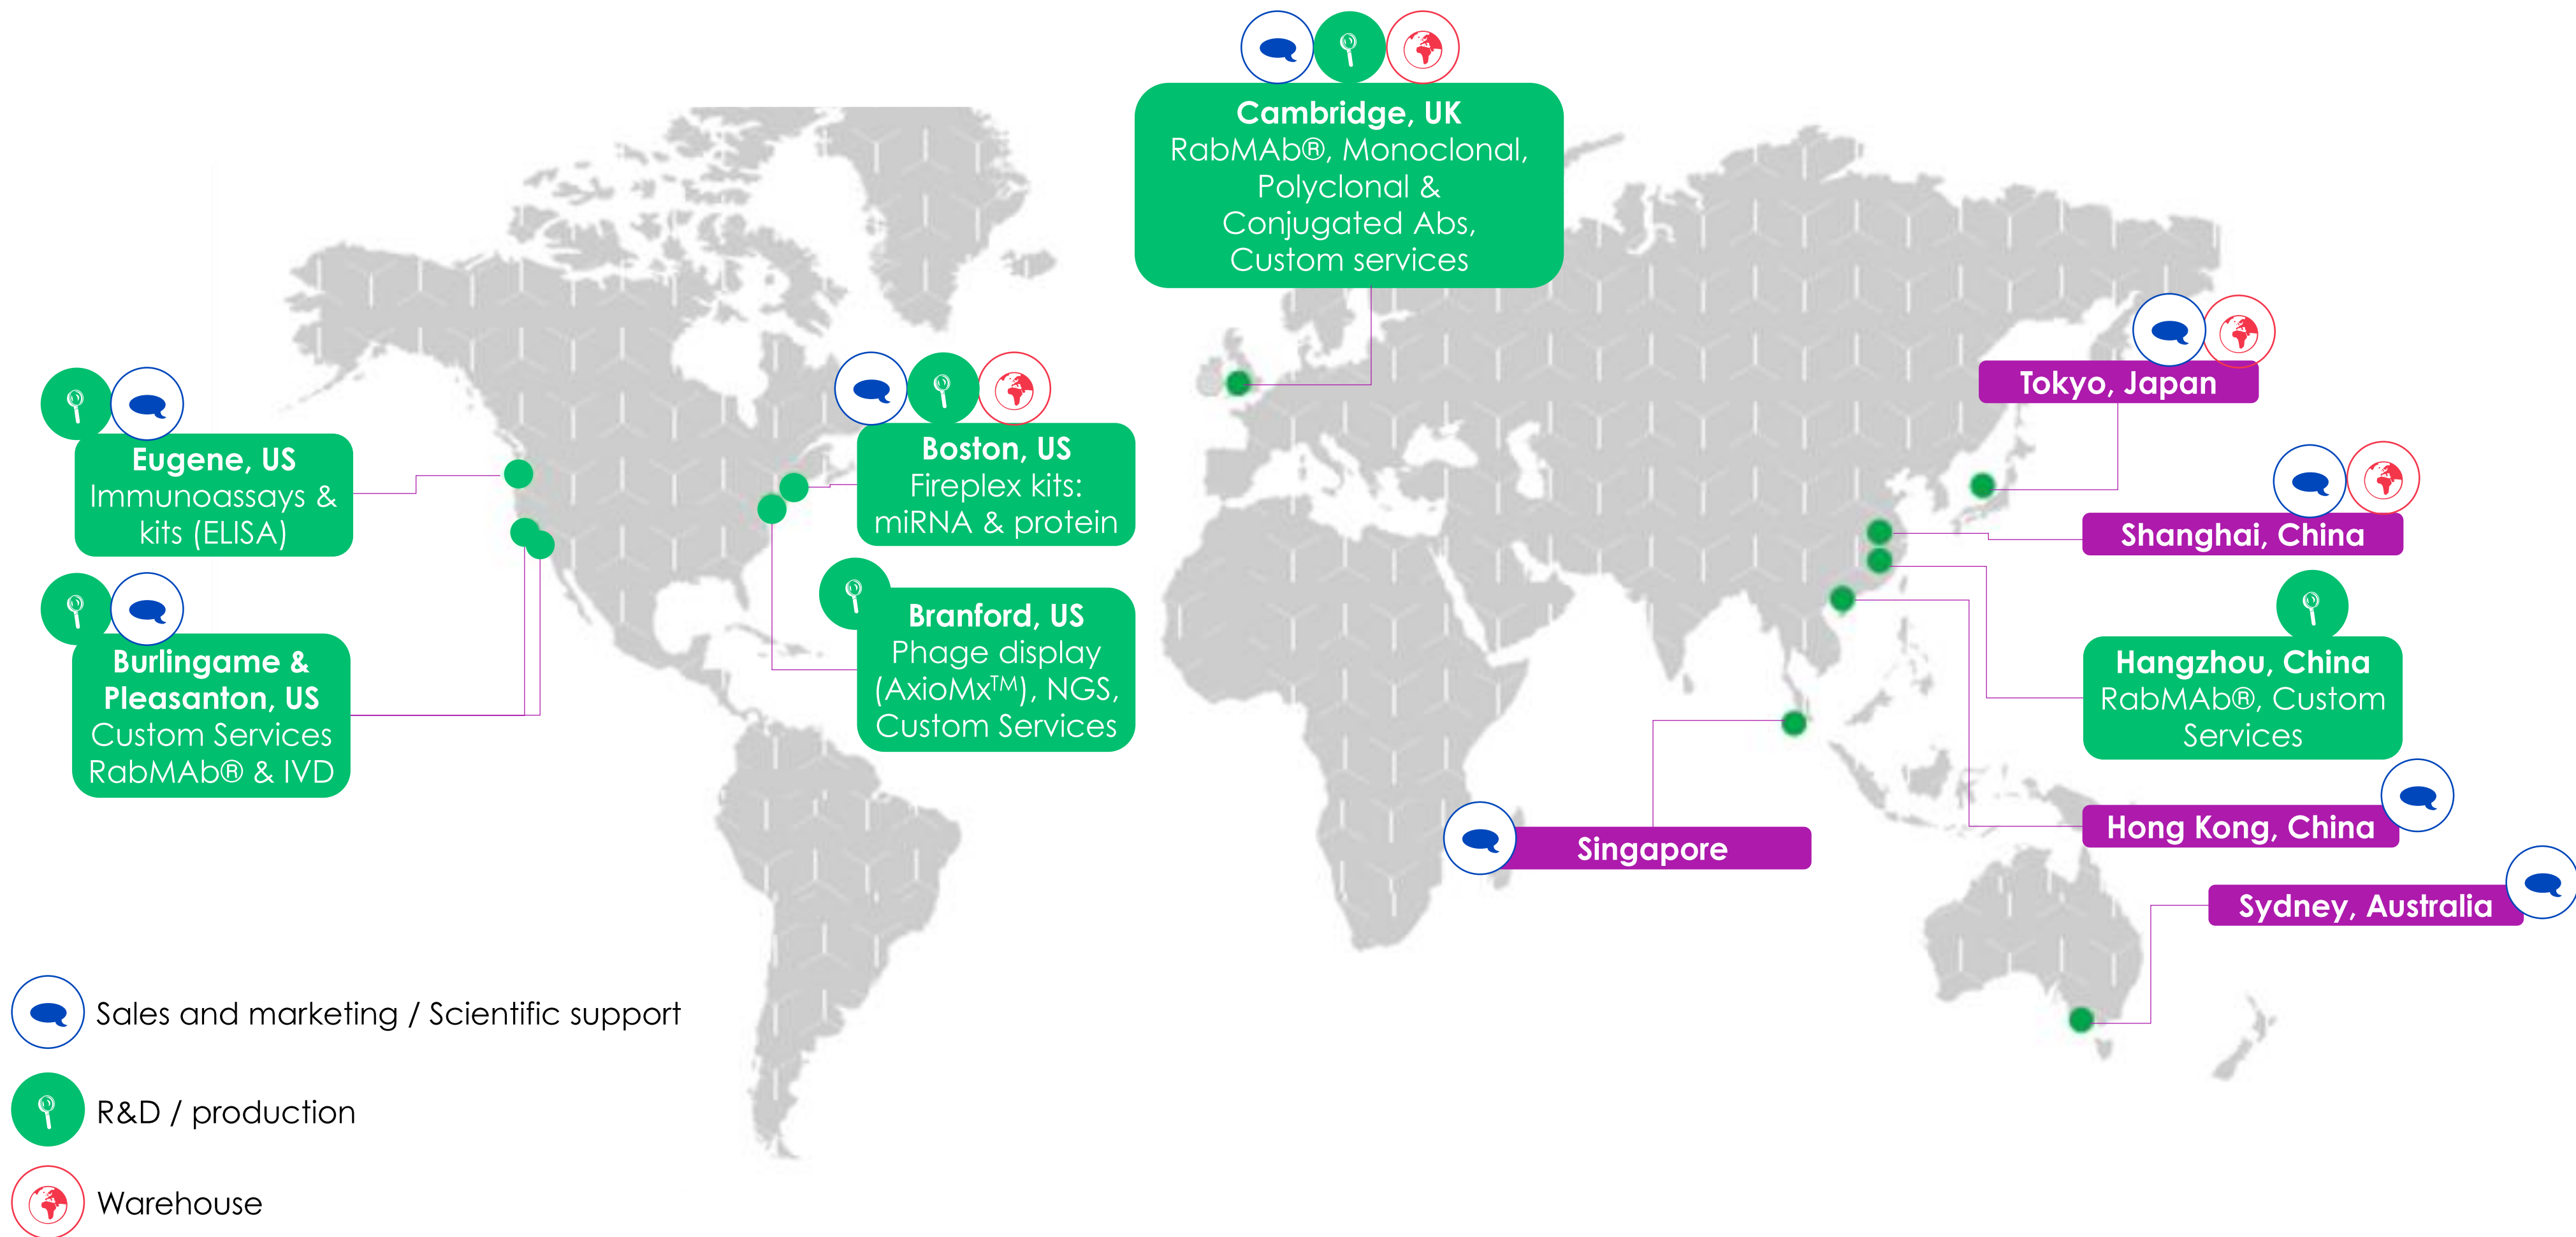 Cambridge, UK
RabMAb®, Monoclonal,
Polyclonal &
Conjugated Abs,
Custom services
Eugene, US
Immunoassays &
kits (ELISA)
Burlingame &
Pleasanton, US
Custom Services
RabMAb® & IVD
Boston, US
Fireplex kits:
miRNA & protein
Branford, US
Phage display
(AxioMx™), NGS,
Custom Services
Tokyo, Japan
Shanghai, China
Hangzhou, China
RabMAb®, Custom
Services
Hong Kong, China
Singapore
Sydney, Australia
Sales and marketing / Scientific support
R&D / production
Warehouse